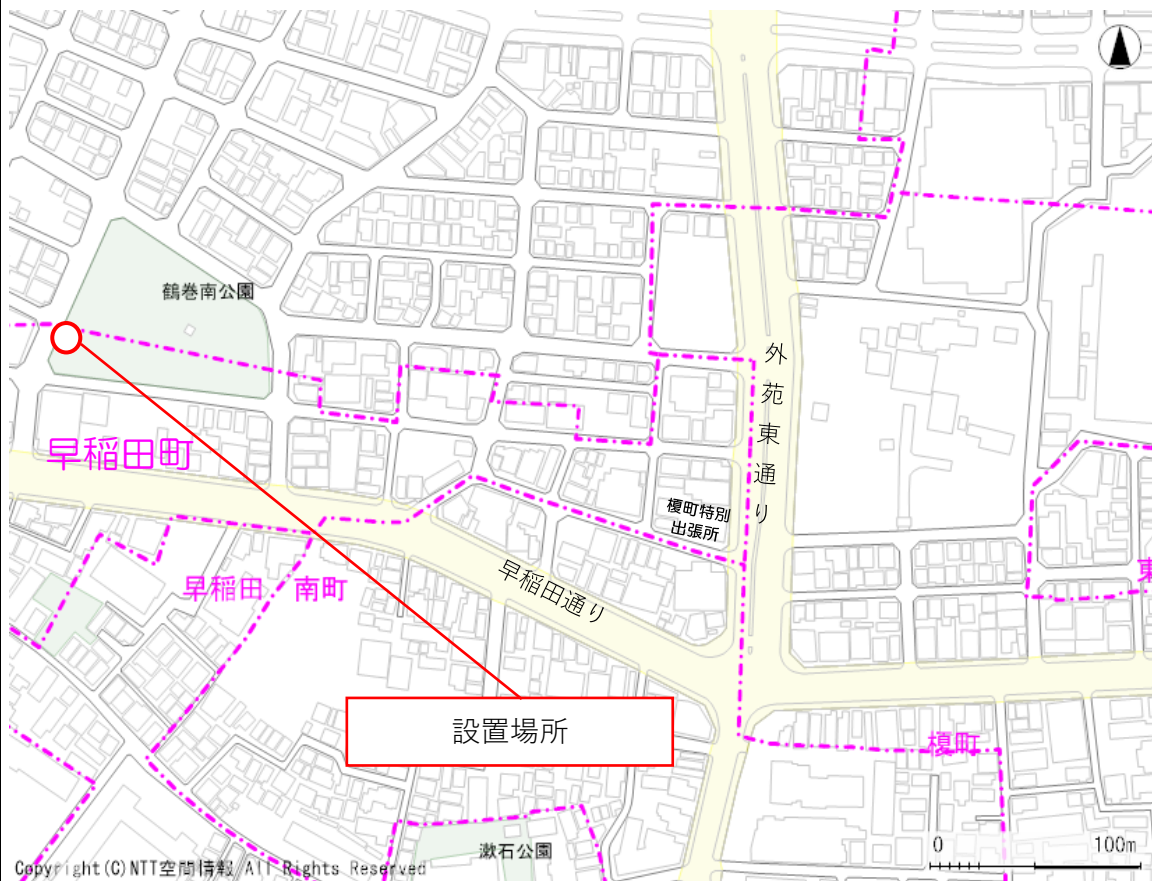 鶴巻南公園
外苑東通り
早稲田町
榎町特別
出張所
早稲田通り
早稲田 南町
東
設置場所
榎町
漱石公園
0 100m
Copyright(C)NTT空間情報 All Rights Reserved